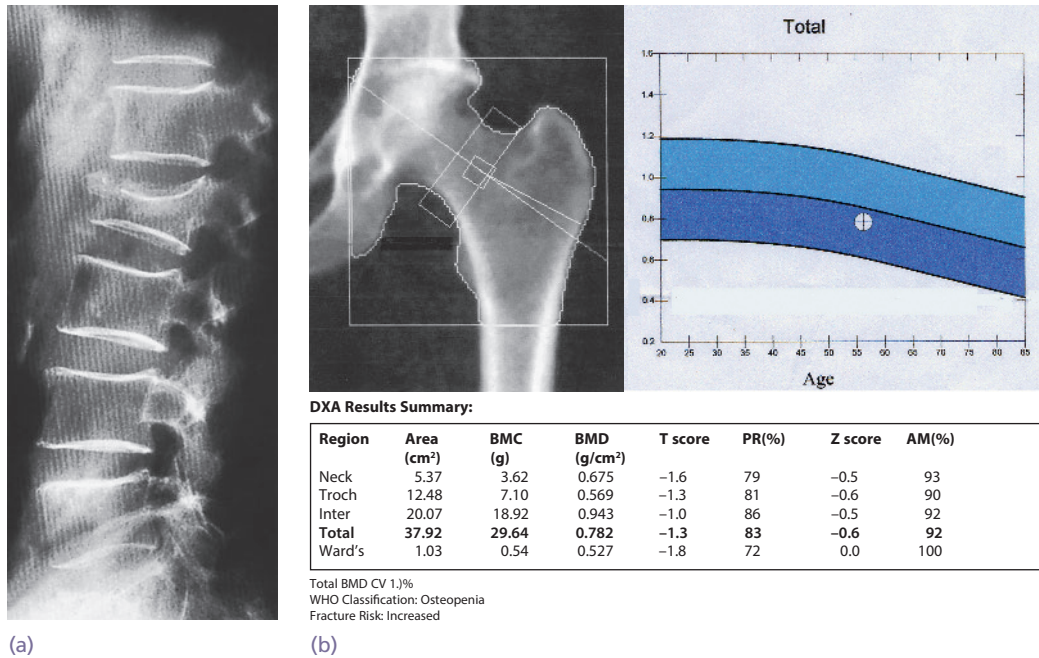 Total
1.6
1.4
1.2
1.0
0.8
0.6
0.4
0.2
20 25 30 35 40 45 50 55 60 65 70 75 80 85
Age
DXA Results Summary:
Region Area (cm²) BMC (g) BMD (g/cm²) T score PR(%) Z score AM(%)
Neck 5.37 3.62 0.675 –1.6 79 –0.5 93
Troch 12.48 7.10 0.569 –1.3 81 –0.6 90
Inter 20.07 18.92 0.943 –1.0 86 –0.5 92
Total 37.92 29.64 0.782 –1.3 83 –0.6 92
Ward's 1.03 0.54 0.527 –1.8 72 0.0 100
Total BMD CV 1.)%
WHO Classification: Osteopenia
Fracture Risk: Increased
(a) (b)